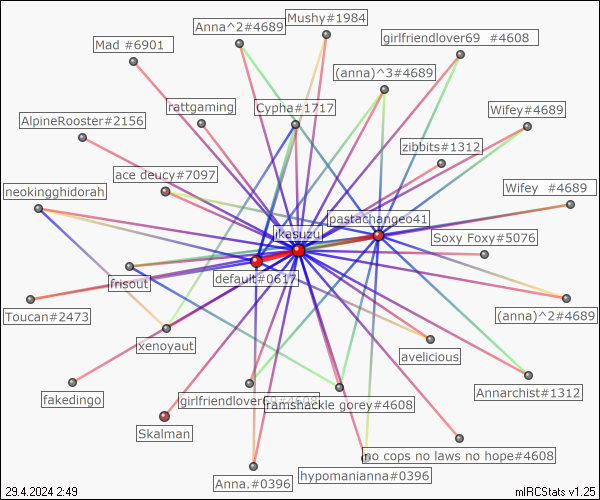 Mushy#1984
Anna^2#4689
girlfriendlover69 #4608
Mad #6901
(anna)^3#4689
rattgaming
Cypha#1717
Wifey#4689
AlpineRooster#2156
zibbits#1312
ace deucy#7097
neokingghidorah
Wifey #4689
pastachangeo41
jkasuzu
Soxy Foxy#5076
frisout
default#0617
Toucan#2473
(anna)^2#4689
xenoyaut
avelicious
fakedingo
girlfriendlover69#4608
ramshackle gorey#4608
Annarchist#1312
Skalman
no cops no laws no hope#4608
Anna.#0396
hypomanianna#0396
29.4.2024 2:49
mIRCStats v1.25